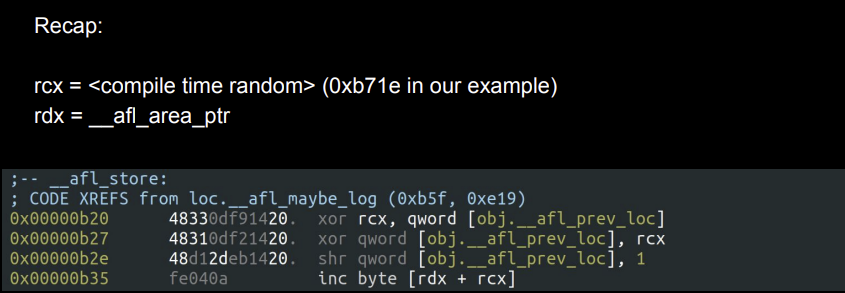 Recap:
rcx = <compile time random> (0xb71e in our example)
rdx = __afl_area_ptr
;-- __afl_store:
; CODE XREFS from loc.__afl_maybe_log (0xb5f, 0xe19)
0x00000b20 48330df91420. xor rcx, qword [obj.__afl_prev_loc]
0x00000b27 48310df21420. xor qword [obj.__afl_prev_loc], rcx
0x00000b2e 48d12deb1420. shr qword [obj.__afl_prev_loc], 1
0x00000b35 fe040a inc byte [rdx + rcx]